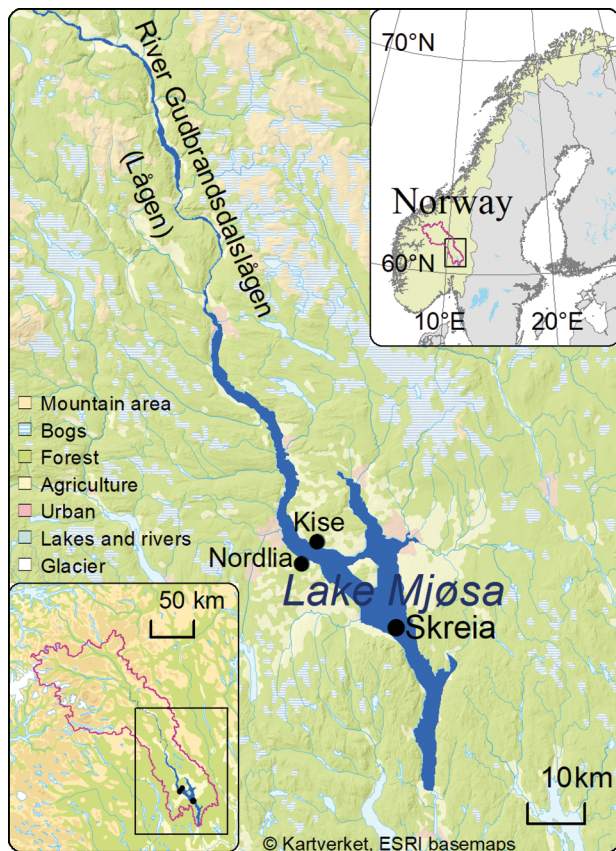 River Gudbrandsdalslågen
(Lågen)
70°N
Norway
60°N
10°E
20°E
Mountain area
Bogs
Forest
Agriculture
Urban
Lakes and rivers
Glacier
Kise
Nordlia
Lake Mjøsa
Skreia
50 km
10km
© Kartverket, ESRI basemaps